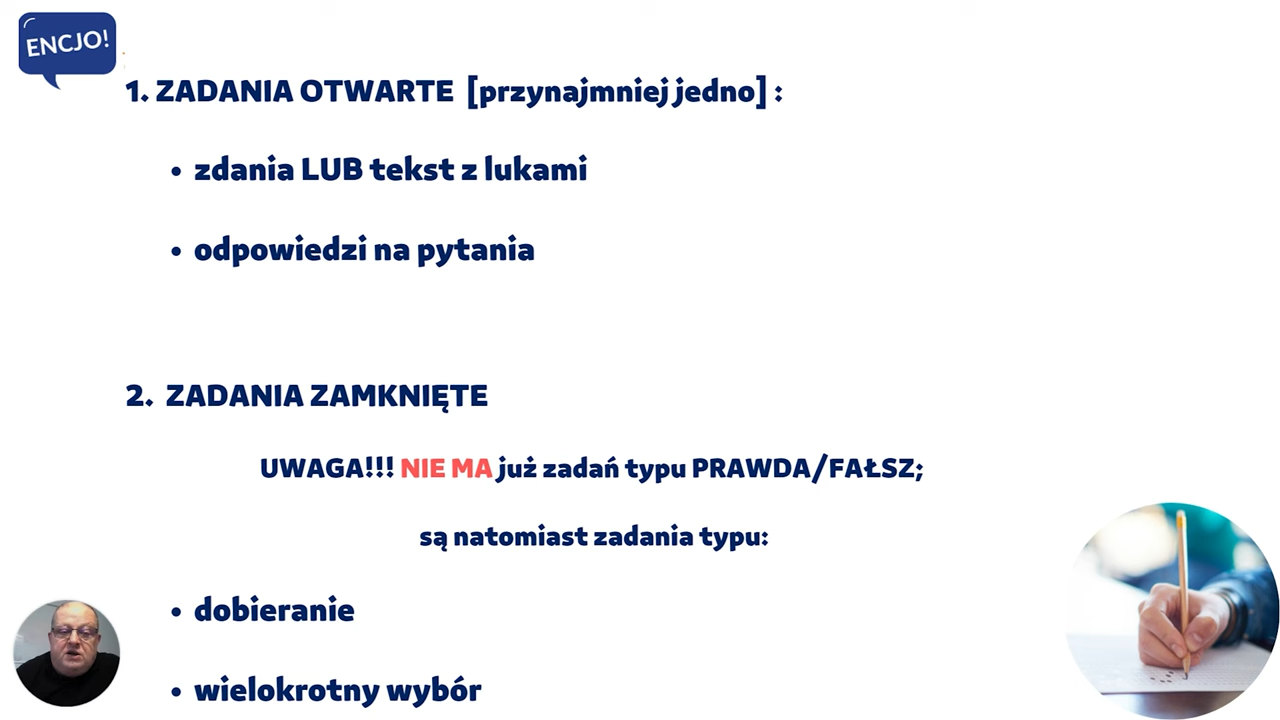 ENCJO!
1. ZADANIA OTWARTE [przynajmniej jedno] :
• zdania LUB tekst z lukami
• odpowiedzi na pytania
2. ZADANIA ZAMKNIĘTE
UWAGA!!! NIE MA już zadań typu PRAWDA/FAŁSZ;
są natomiast zadania typu:
• dobieranie
• wielokrotny wybór